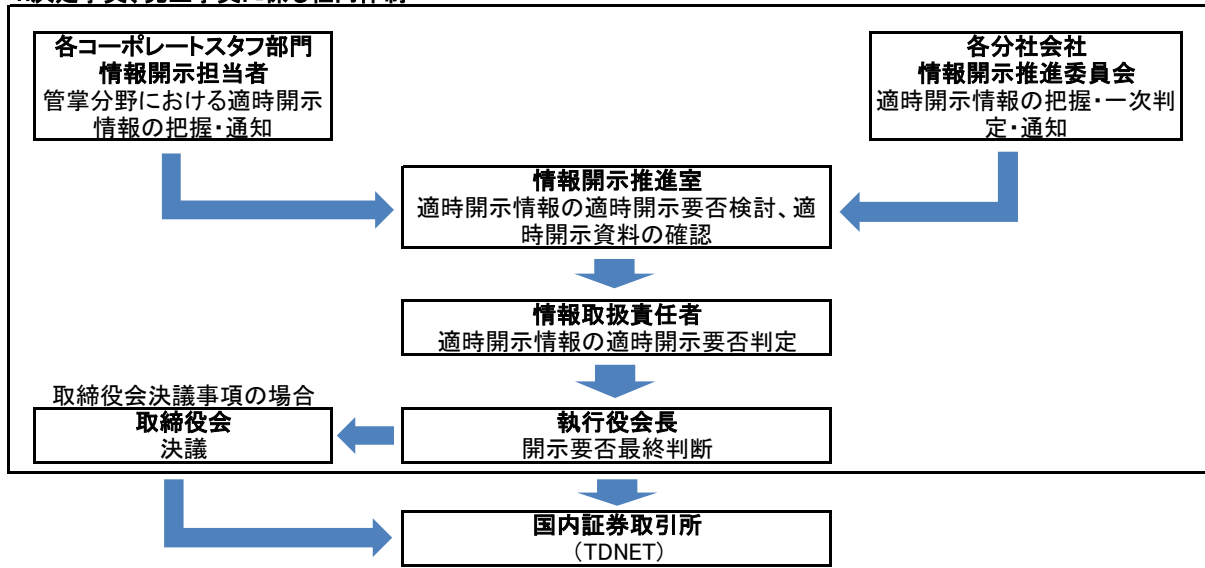 各コーポレートスタフ部門
情報開示担当者
管掌分野における適時開示
情報の把握・通知
各分社会社
情報開示推進委員会
適時開示情報の把握・一次判
定・通知
情報開示推進室
適時開示情報の適時開示要否検討、適
時開示資料の確認
情報取扱責任者
適時開示情報の適時開示要否判定
取締役会決議事項の場合
取締役会
決議
執行役会長
開示要否最終判断
国内証券取引所
(TDNET)